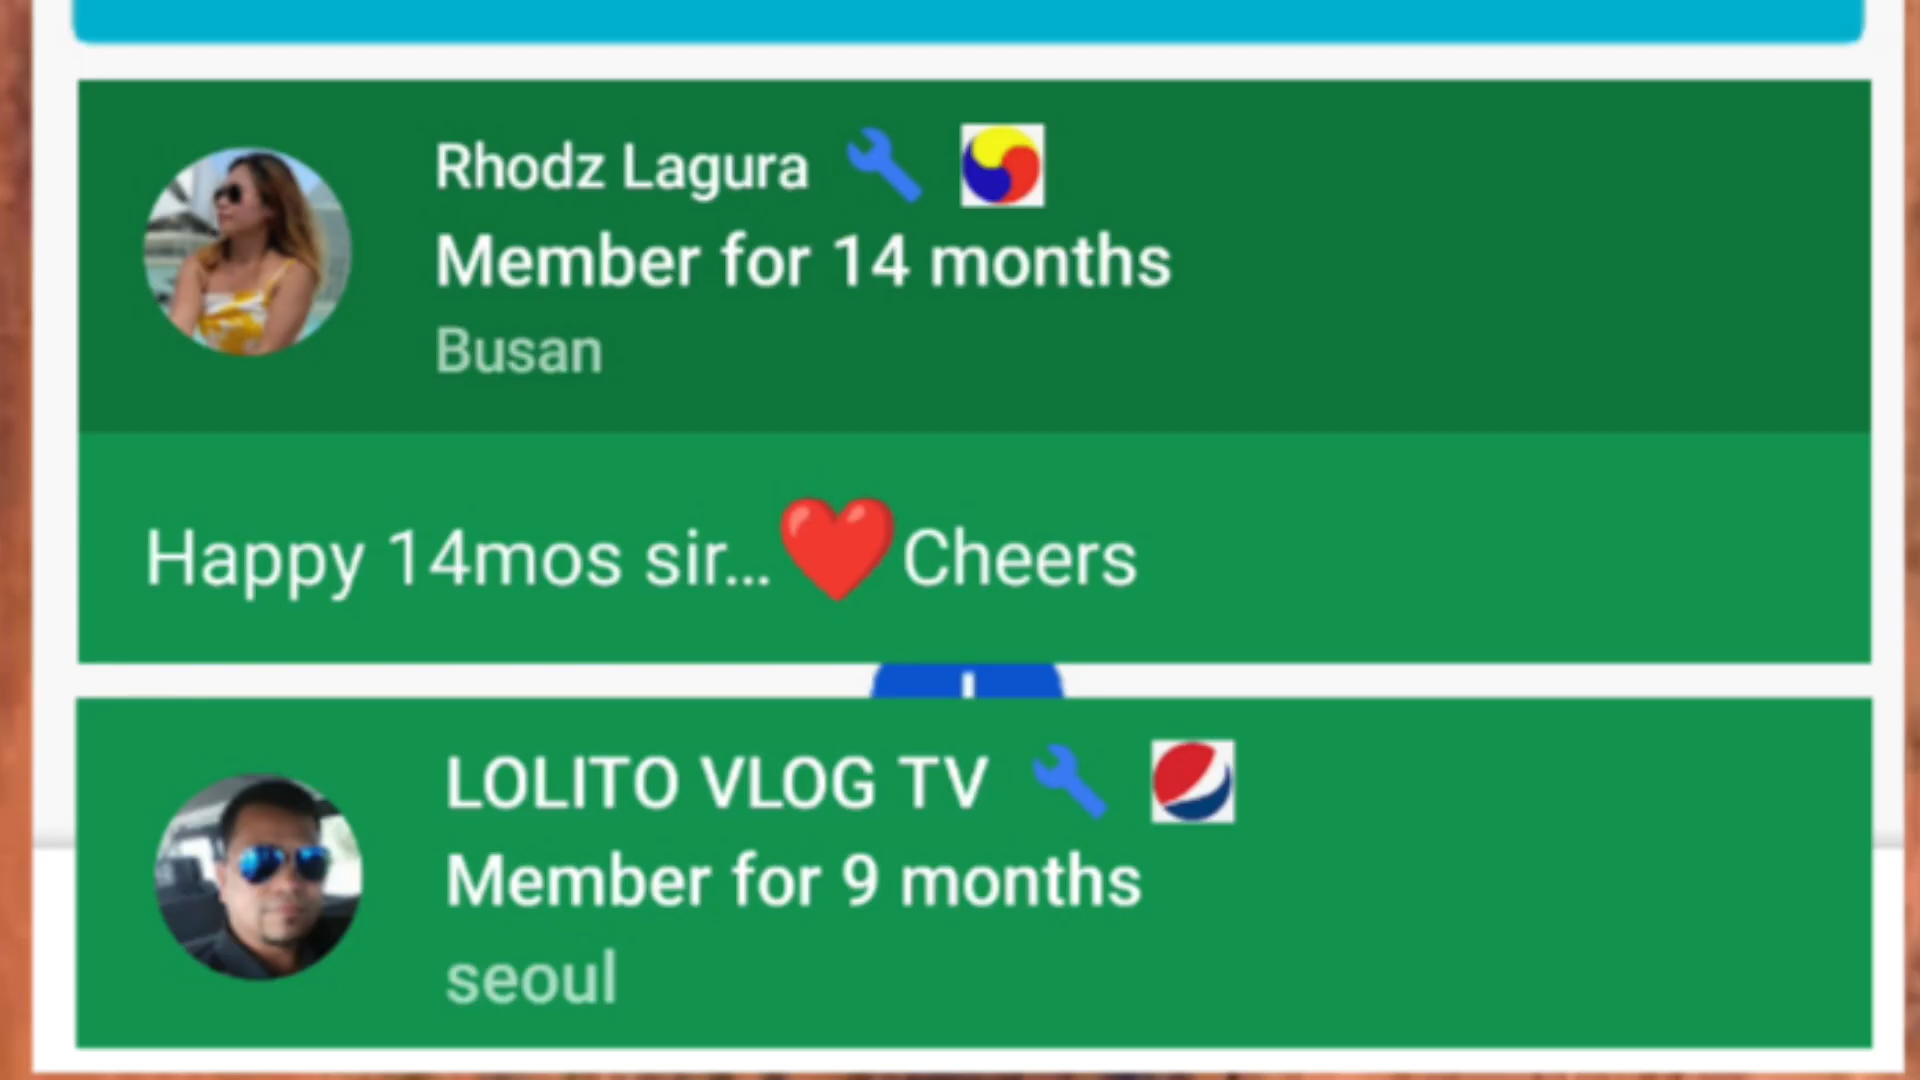 Rhodz Lagura
Member for 14 months
Busan
Happy 14mos sir...❤️Cheers
LOLITO VLOG TV
Member for 9 months
seoul